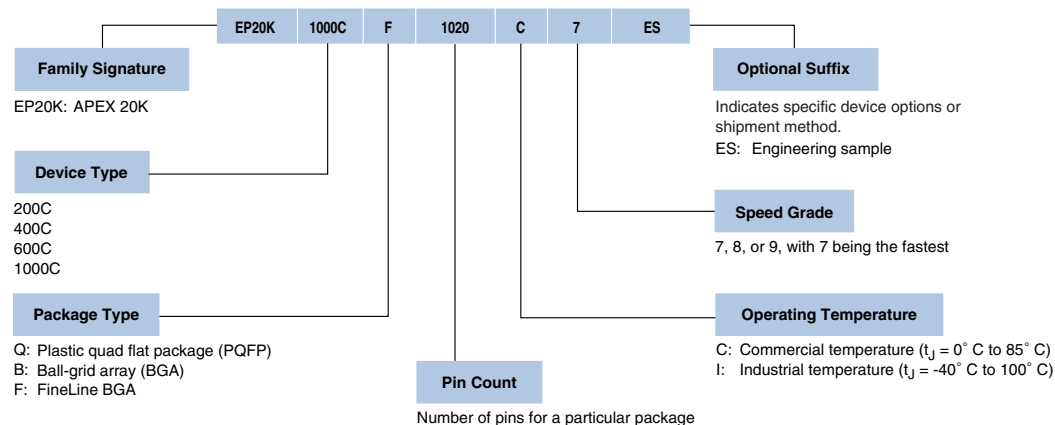 EP20K 1000C F 1020 C 7 ES
Family Signature
EP20K: APEX 20K
Optional Suffix
Indicates specific device options or
shipment method.
ES: Engineering sample
Device Type
200C
400C
600C
1000C
Speed Grade
7, 8, or 9, with 7 being the fastest
Package Type
Q: Plastic quad flat package (PQFP)
B: Ball-grid array (BGA)
F: FineLine BGA
Operating Temperature
C: Commercial temperature (tJ = 0° C to 85° C)
I: Industrial temperature (tJ = -40° C to 100° C)
Pin Count
Number of pins for a particular package